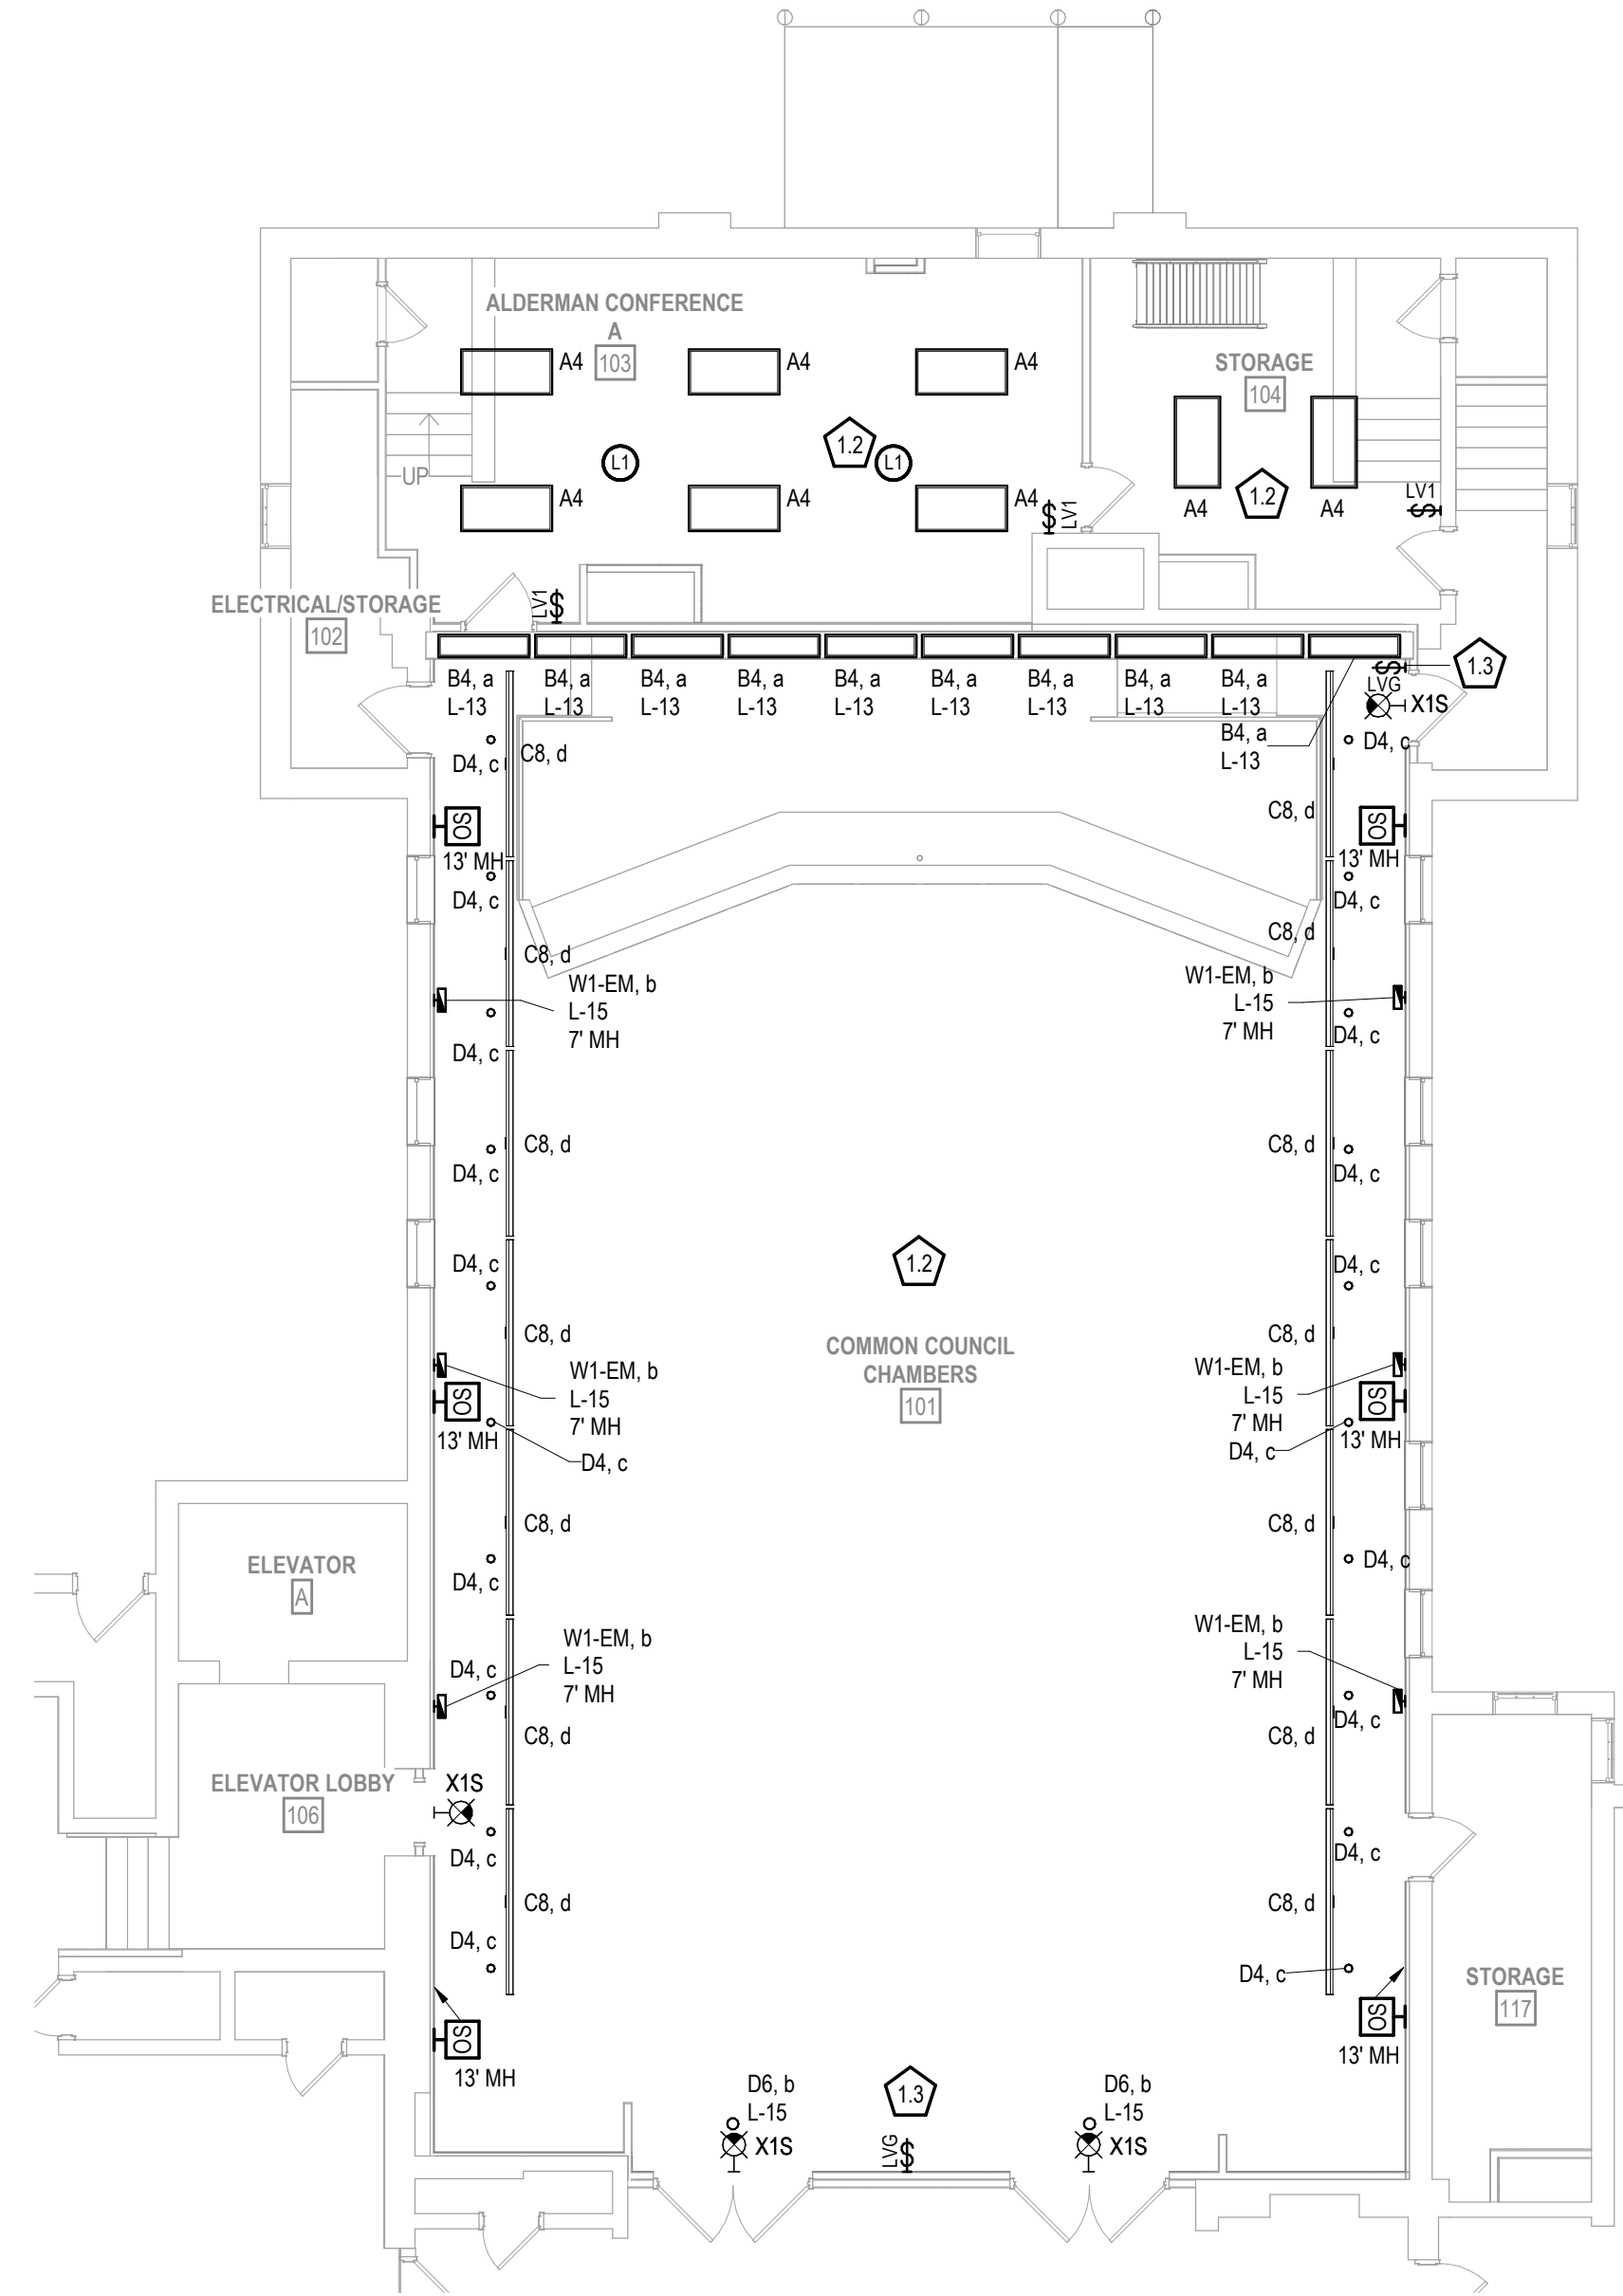 ALDERMAN CONFERENCE
A
103
A4
A4
A4
STORAGE
104
1.2
L1
L1
UP
A4
A4
A4
LV1
1.2
A4
A4
LV1
ELECTRICAL/STORAGE
102
LV1
B4, a
L-13
B4, a
L-13
B4, a
L-13
B4, a
L-13
B4, a
L-13
B4, a
L-13
B4, a
L-13
B4, a
L-13
B4, a
L-13
B4, a
L-13
1.3
LVG
X1S
D4, c
C8, d
D4, c
C8, d
OS
13' MH
OS
13' MH
D4, c
D4, c
C8, d
C8, d
W1-EM, b
L-15
7' MH
W1-EM, b
L-15
7' MH
D4, c
D4, c
C8, d
C8, d
D4, c
D4, c
1.2
D4, c
D4, c
C8, d
C8, d
COMMON COUNCIL
CHAMBERS
101
W1-EM, b
L-15
7' MH
W1-EM, b
L-15
7' MH
OS
13' MH
OS
13' MH
D4, c
D4, c
C8, d
C8, d
ELEVATOR
A
D4, c
D4, c
W1-EM, b
L-15
7' MH
W1-EM, b
L-15
7' MH
D4, c
D4, c
C8, d
C8, d
ELEVATOR LOBBY
106
X1S
D4, c
D4, c
C8, d
C8, d
D4, c
D4, c
STORAGE
117
OS
13' MH
OS
13' MH
D6, b
L-15
X1S
1.3
LVG
D6, b
L-15
X1S